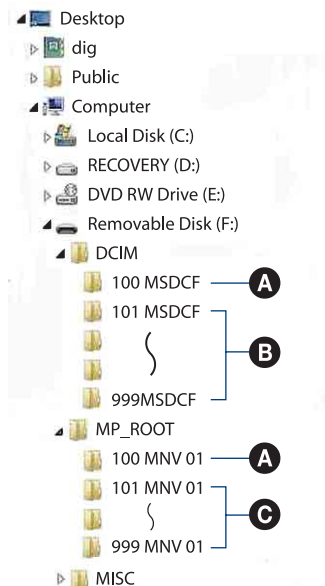 Desktop
dig
Public
Computer
Local Disk (C:)
RECOVERY (D:)
DVD RW Drive (E:)
Removable Disk (F:)
DCIM
100 MSDCF A
101 MSDCF
B
999MSDCF
MP_ROOT
100 MNV 01 A
101 MNV 01
C
999 MNV 01
MISC